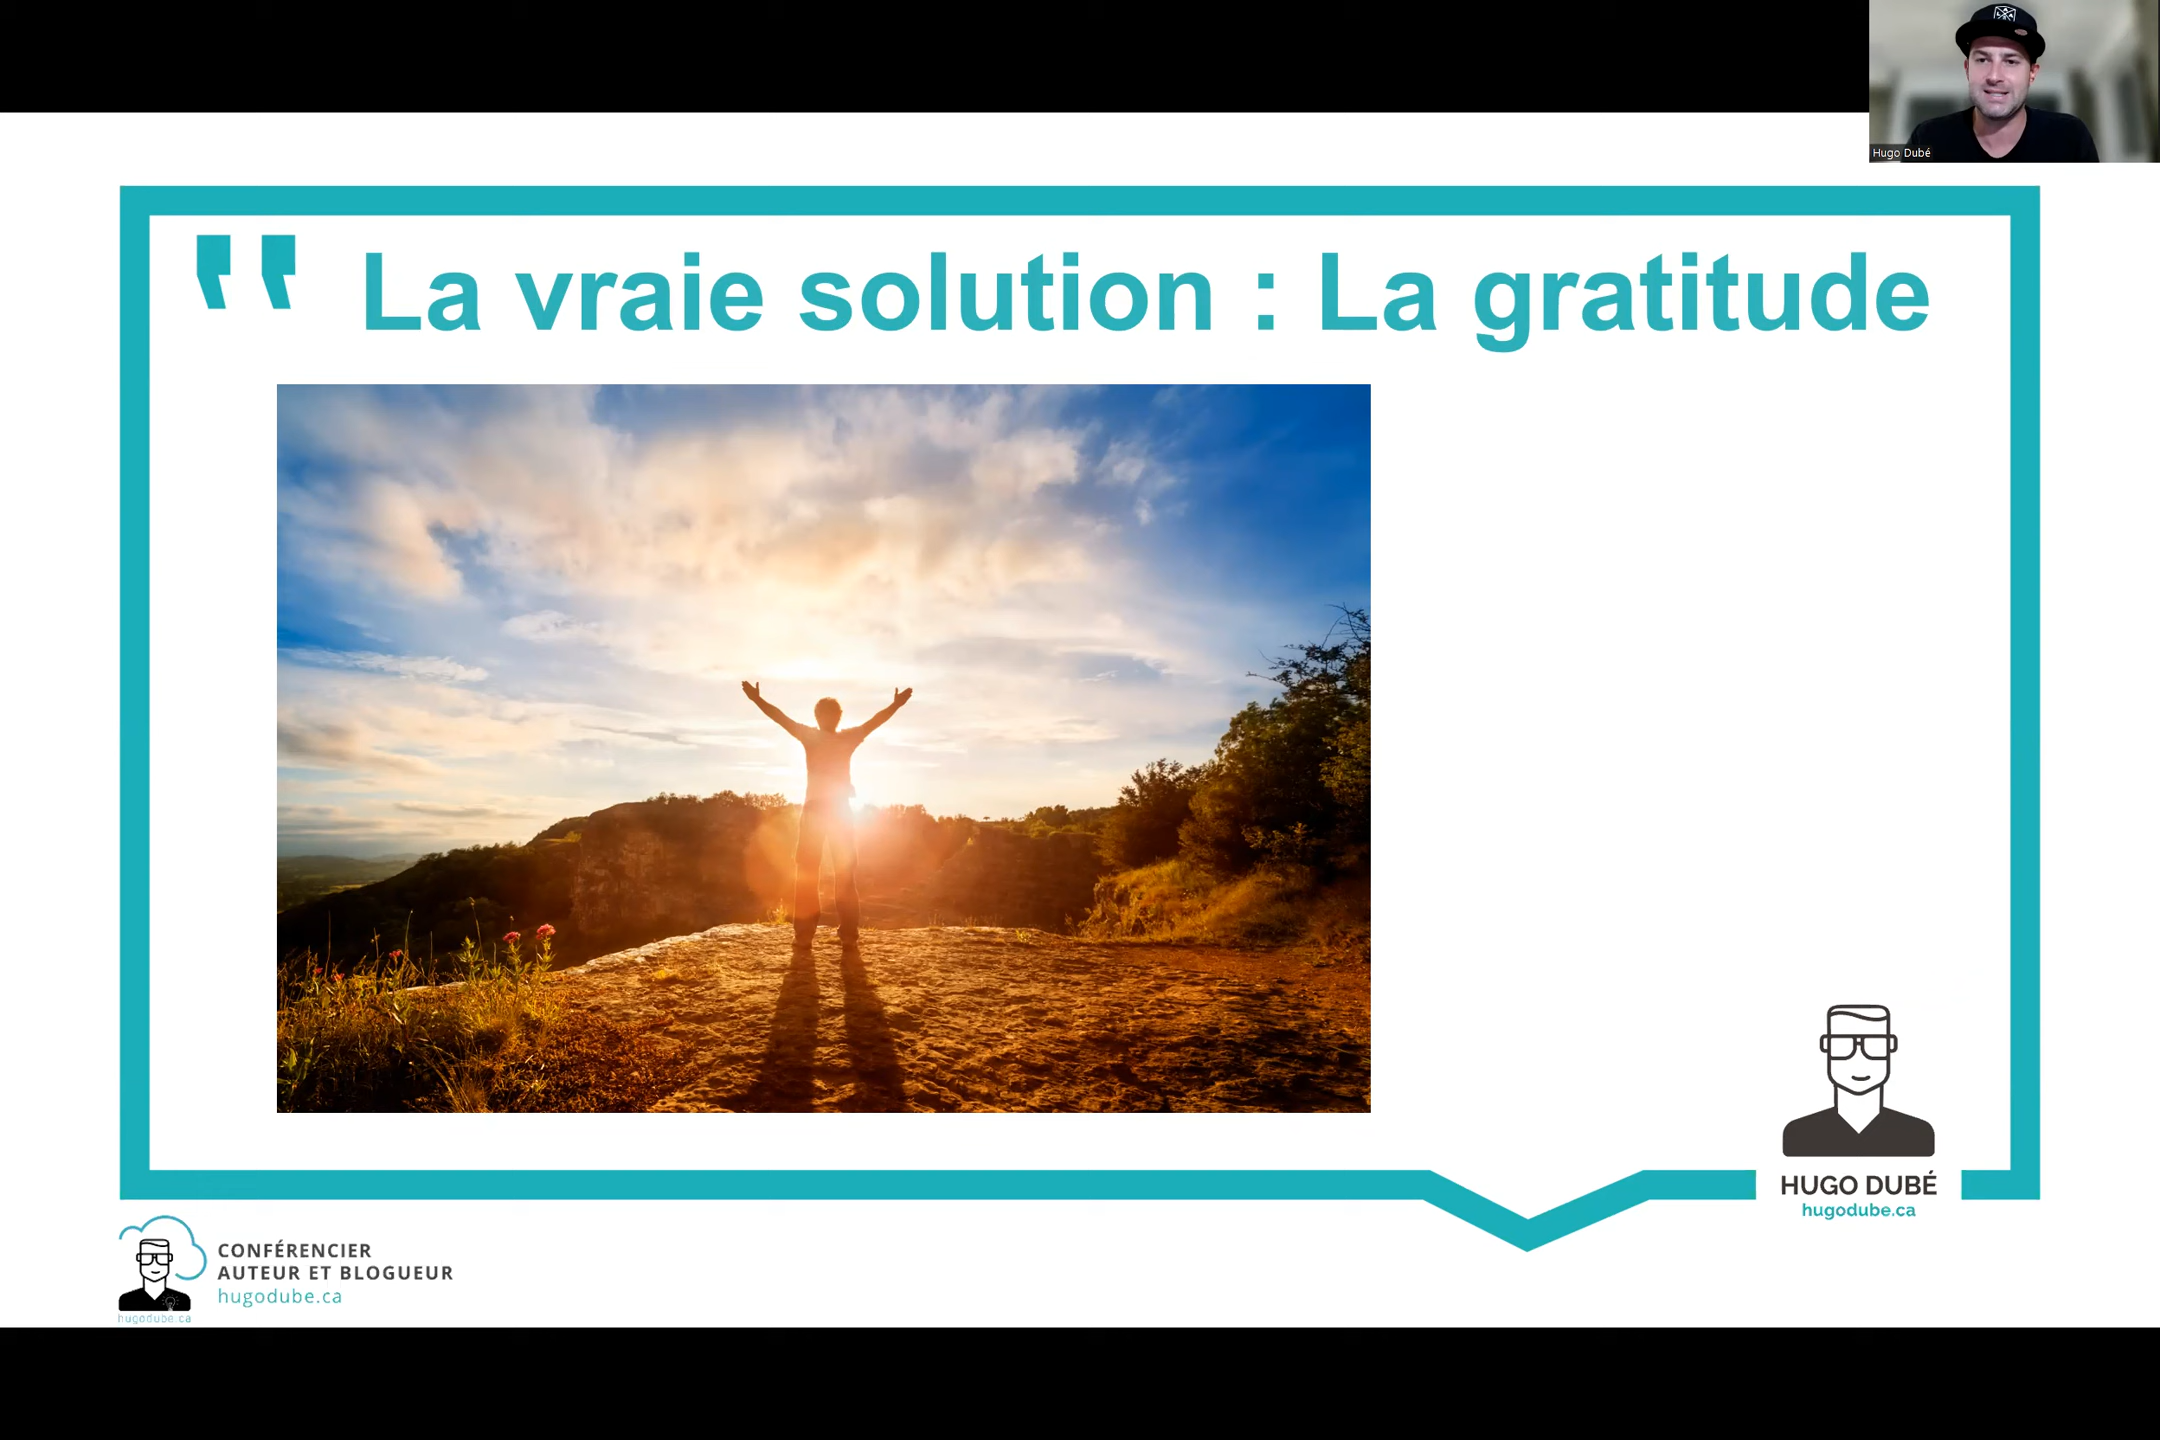 Hugo Dubé
" La vraie solution : La gratitude
HUGO DUBÉ
hugodube.ca
CONFÉRENCIER
AUTEUR ET BLOGUEUR
hugodube.ca
hugodube.ca